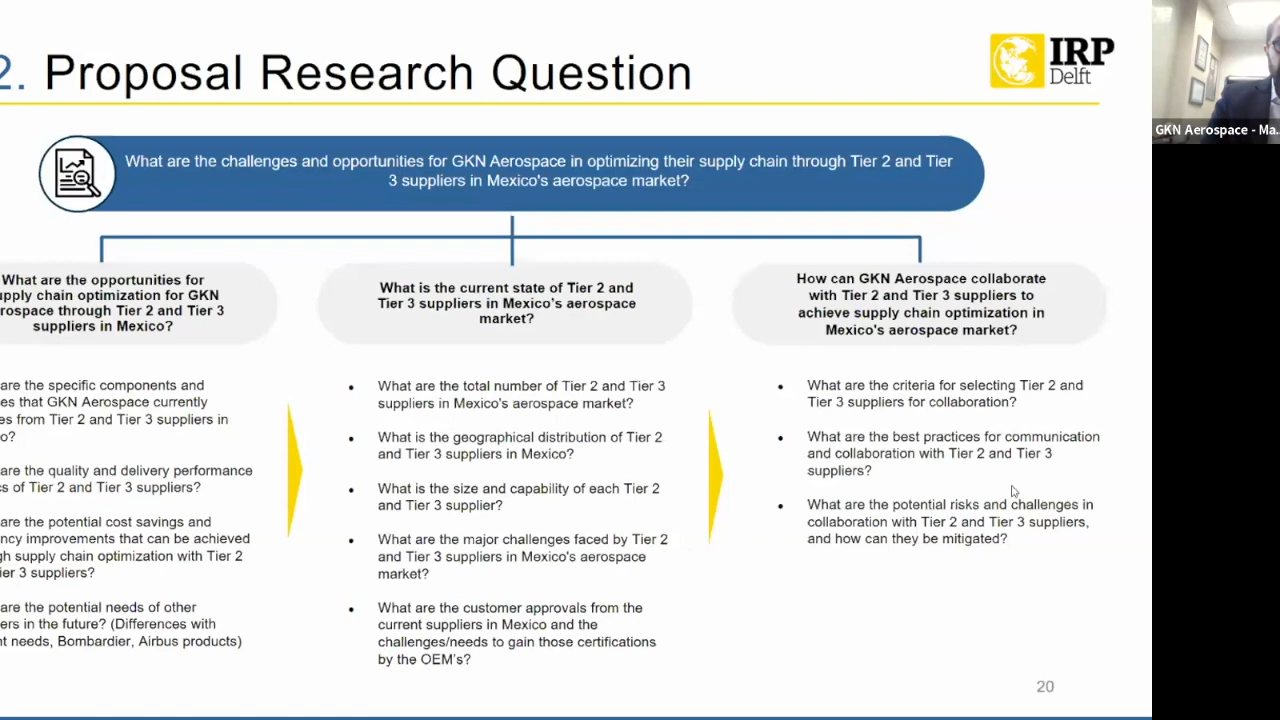 2. Proposal Research Question
IRP
Delft
GKN Aerospace - Ma...
What are the challenges and opportunities for GKN Aerospace in optimizing their supply chain through Tier 2 and Tier
3 suppliers in Mexico's aerospace market?
What are the opportunities for
upply chain optimization for GKN
rospace through Tier 2 and Tier 3
suppliers in Mexico?
are the specific components and
es that GKN Aerospace currently
es from Tier 2 and Tier 3 suppliers in
o?
are the quality and delivery performance
cs of Tier 2 and Tier 3 suppliers?
are the potential cost savings and
ncy improvements that can be achieved
gh supply chain optimization with Tier 2
ier 3 suppliers?
are the potential needs of other
ers in the future? (Differences with
nt needs, Bombardier, Airbus products)
What is the current state of Tier 2 and
Tier 3 suppliers in Mexico's aerospace
market?
• What are the total number of Tier 2 and Tier 3
suppliers in Mexico's aerospace market?
• What is the geographical distribution of Tier 2
and Tier 3 suppliers in Mexico?
• What is the size and capability of each Tier 2
and Tier 3 supplier?
• What are the major challenges faced by Tier 2
and Tier 3 suppliers in Mexico's aerospace
market?
• What are the customer approvals from the
current suppliers in Mexico and the
challenges/needs to gain those certifications
by the OEM's?
How can GKN Aerospace collaborate
with Tier 2 and Tier 3 suppliers to
achieve supply chain optimization in
Mexico's aerospace market?
• What are the criteria for selecting Tier 2 and
Tier 3 suppliers for collaboration?
• What are the best practices for communication
and collaboration with Tier 2 and Tier 3
suppliers?
• What are the potential risks and challenges in
collaboration with Tier 2 and Tier 3 suppliers,
and how can they be mitigated?
20